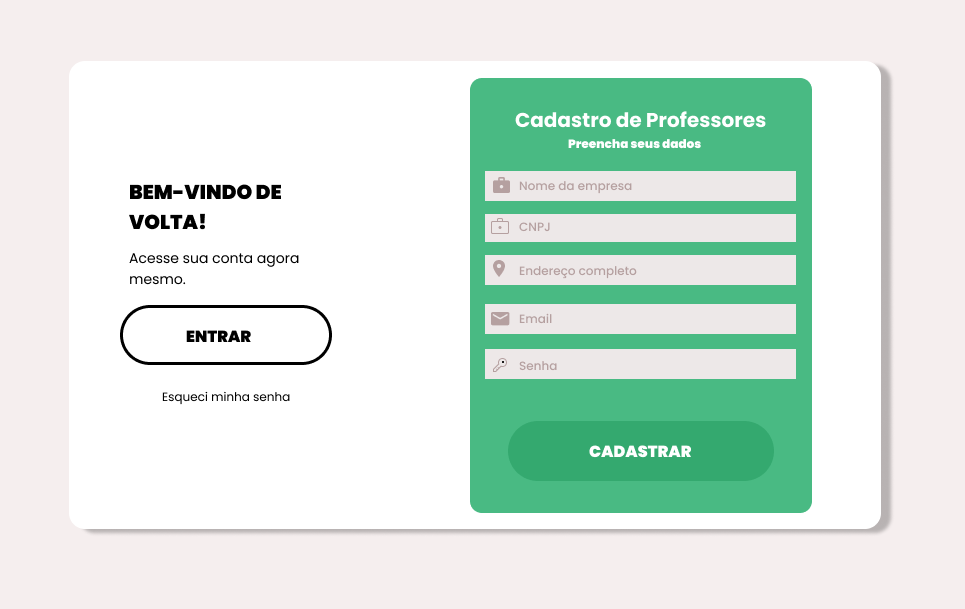 BEM-VINDO DE
VOLTA!
Acesse sua conta agora
mesmo.
ENTRAR
Esqueci minha senha
Cadastro de Professores
Preencha seus dados
Nome da empresa
CNPJ
Endereço completo
Email
Senha
CADASTRAR